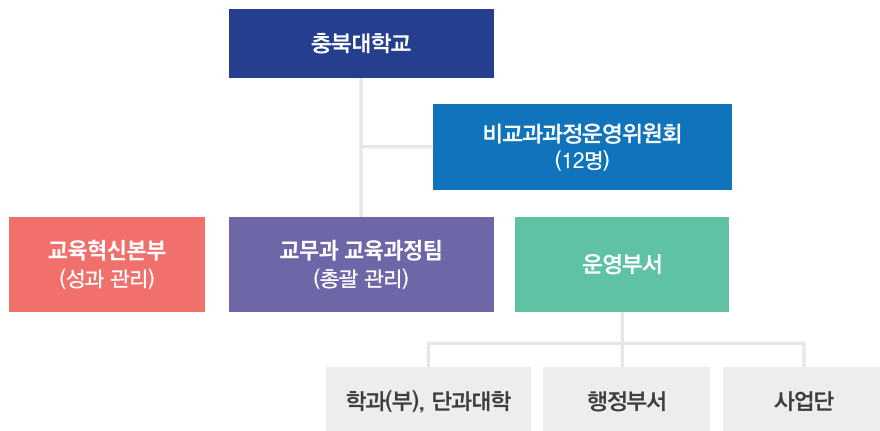 충북대학교
비교과과정운영위원회
(12명)
교육혁신본부
(성과 관리)
교무과 교육과정팀
(총괄 관리)
운영부서
학과(부), 단과대학
행정부서
사업단